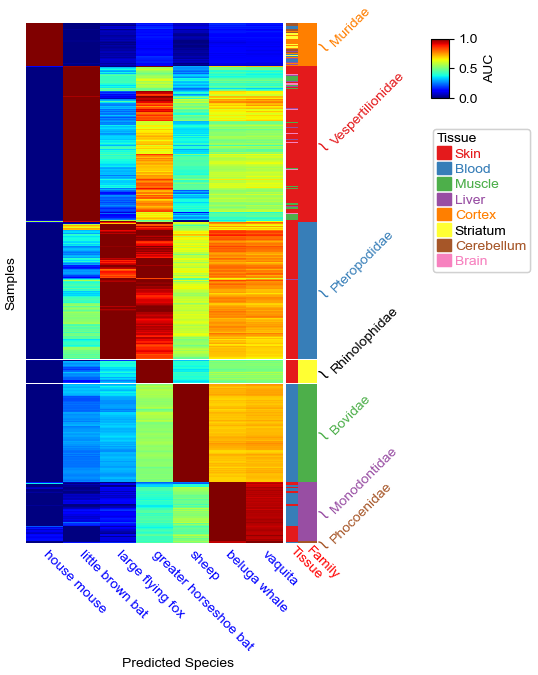 Muridae
Vespertilionidae
Pteropodidae
Rhinolophidae
Bovidae
Monodontidae
Phocoenidae
Samples
house mouse
little brown bat
large flying fox
greater horseshoe bat
sheep
beluga whale
vaquita
Tissue
Family
Predicted Species
1.0
0.5
0.0
AUC
Tissue
Skin
Blood
Muscle
Liver
Cortex
Striatum
Cerebellum
Brain